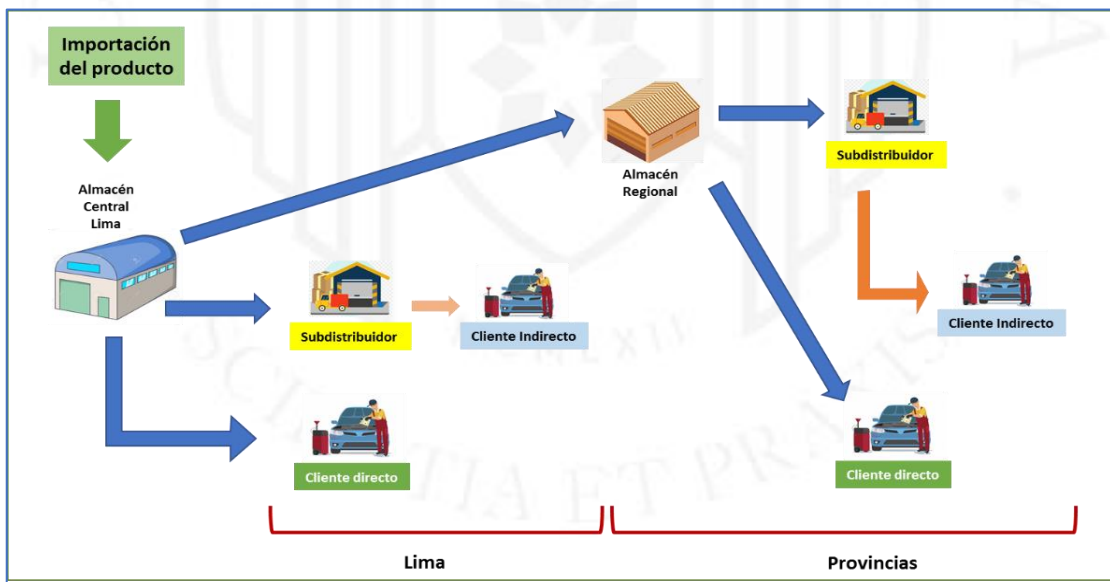 Importación
del producto
Almacén
Central
Lima
Almacén
Regional
Subdistribuidor
Subdistribuidor
Cliente Indirecto
Cliente Indirecto
Cliente directo
Cliente directo
Lima
Provincias